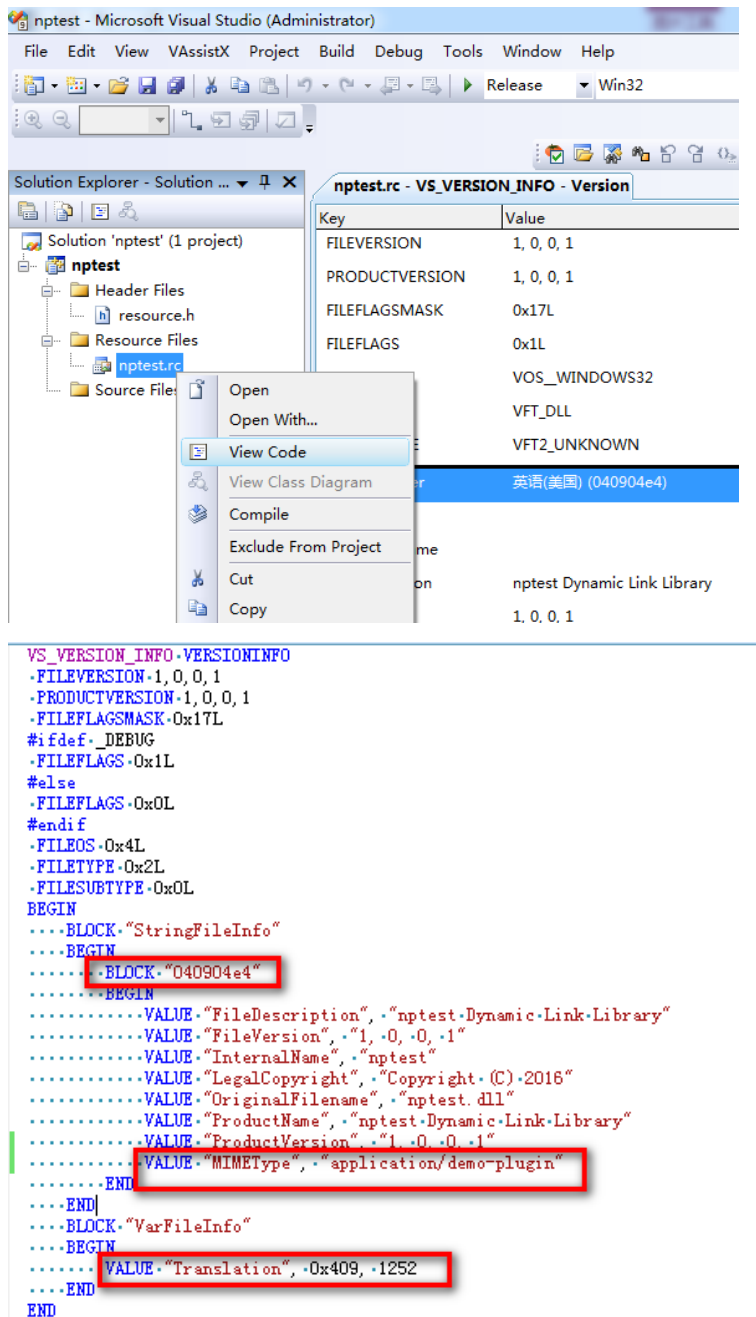 nptest - Microsoft Visual Studio (Administrator)
File Edit View VAssistX Project Build Debug Tools Window Help
Release Win32
Solution Explorer - Solution ...
nptest.rc - VS_VERSION_INFO - Version
Key Value
Solution 'nptest' (1 project)
FILEVERSION 1, 0, 0, 1
nptest
PRODUCTVERSION 1, 0, 0, 1
Header Files
resource.h
FILEFLAGSMASK 0x17L
Resource Files
FILEFLAGS 0x1L
nptest.rc
VOS__WINDOWS32
Source Files
Open
VFT_DLL
Open With...
VFT2_UNKNOWN
View Code
View Class Diagram
英语(美国) (040904e4)
Compile
Exclude From Project
me
Cut
on nptest Dynamic Link Library
Copy
1, 0, 0, 1
VS_VERSION_INFO VERSIONINFO
FILEVERSION 1,0,0,1
PRODUCTVERSION 1,0,0,1
FILEFLAGSMASK 0x17L
#ifdef _DEBUG
FILEFLAGS 0x1L
#else
FILEFLAGS 0x0L
#endif
FILEOS 0x4L
FILETYPE 0x2L
FILESUBTYPE 0x0L
BEGIN
BLOCK "StringFileInfo"
BEGIN
BLOCK "040904e4"
BEGIN
VALUE "FileDescription", "nptest Dynamic Link Library"
VALUE "FileVersion", "1, 0, 0, 1"
VALUE "InternalName", "nptest"
VALUE "LegalCopyright", "Copyright (C) 2016"
VALUE "OriginalFilename", "nptest.dll"
VALUE "ProductName", "nptest Dynamic Link Library"
VALUE "ProductVersion", "1, 0, 0, 1"
VALUE "MIMEType", "application/demo-plugin"
END
END
BLOCK "VarFileInfo"
BEGIN
VALUE "Translation", 0x409, 1252
END
END